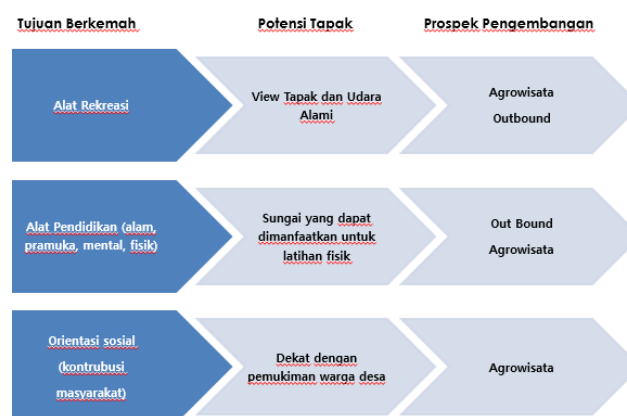 Tujuan Berkemah
Potensi Tapak
Prospek Pengembangan
Alat Rekreasi
View Tapak dan Udara
Alami
Agrowisata
Outbound
Alat Pendidikan (alam,
pramuka, mental, fisik)
Sungai yang dapat
dimanfaatkan untuk
latihan fisik
Out Bound
Agrowisata
Orientasi sosial
(kontrubusi
masyarakat)
Dekat dengan
pemukiman warga desa
Agrowisata